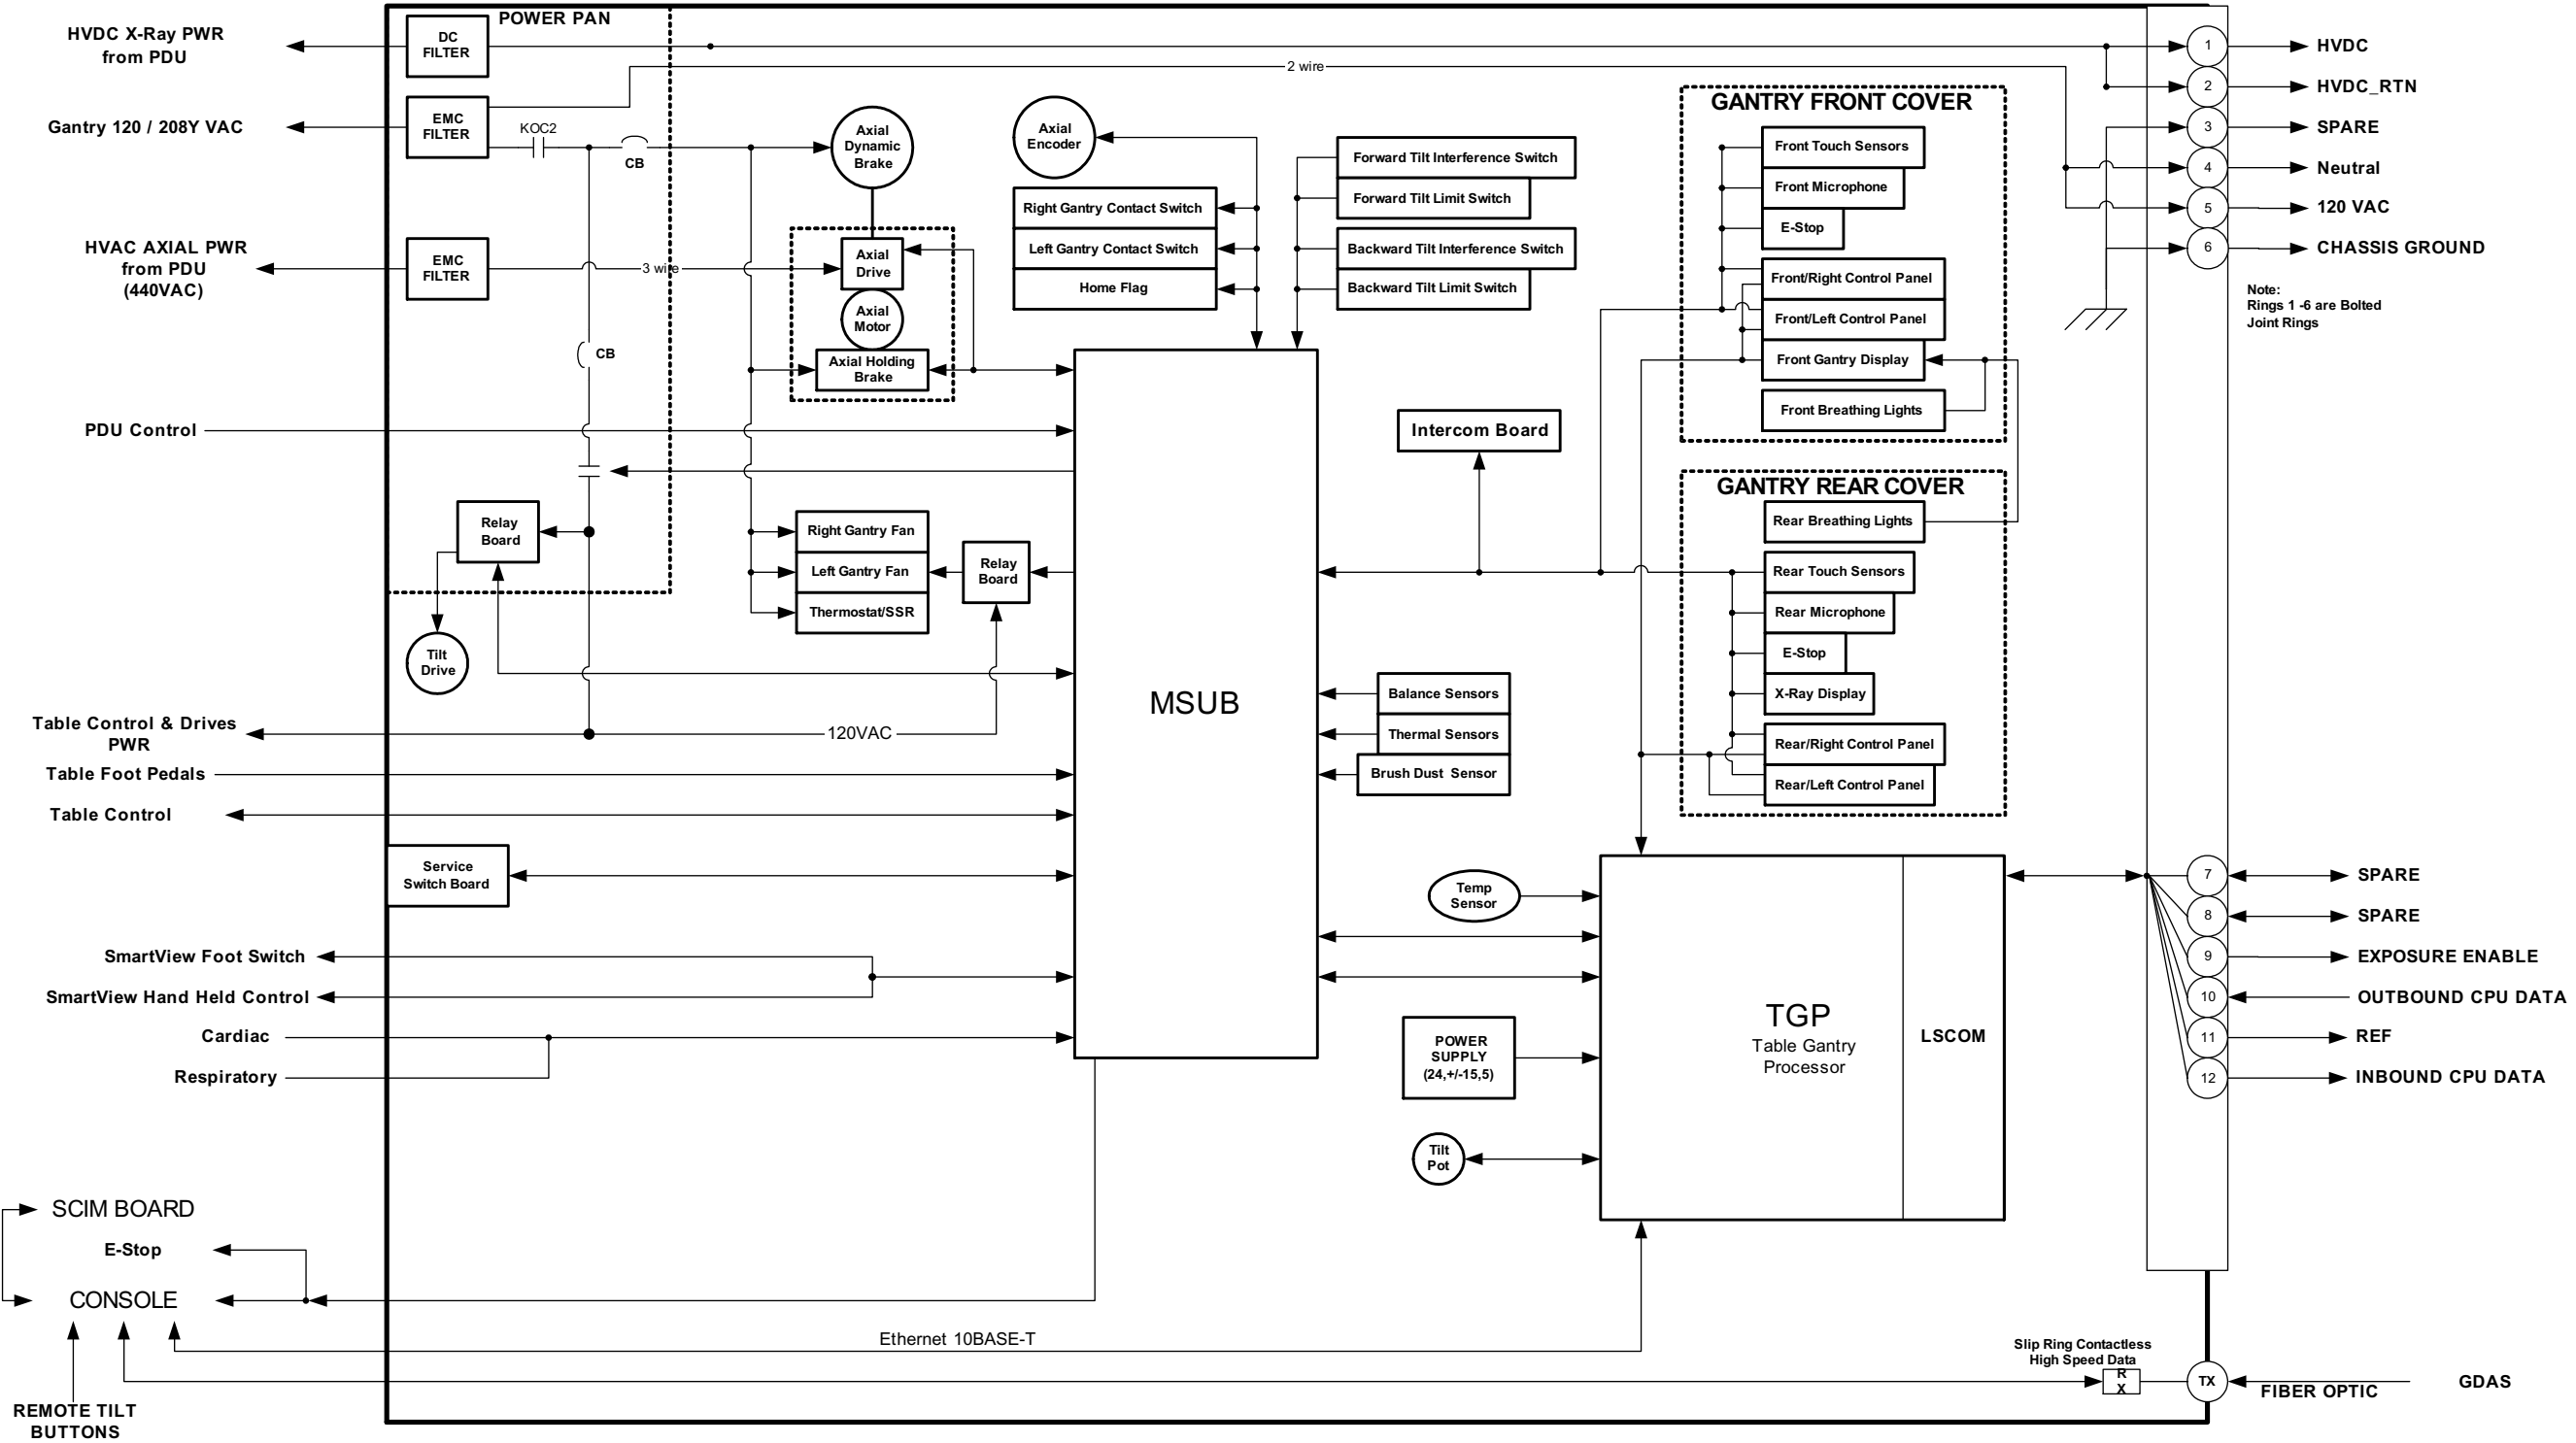 POWER PAN
HVDC X-Ray PWR
from PDU
DC
FILTER
Gantry 120 / 208Y VAC
EMC
FILTER
KOC2
CB
2 wire
HVAC AXIAL PWR
from PDU
(440VAC)
EMC
FILTER
3 wire
CB
Axial
Dynamic
Brake
Axial
Drive
Axial
Motor
Axial Holding
Brake
Axial
Encoder
Right Gantry Contact Switch
Left Gantry Contact Switch
Home Flag
Forward Tilt Interference Switch
Forward Tilt Limit Switch
Backward Tilt Interference Switch
Backward Tilt Limit Switch
GANTRY FRONT COVER
Front Touch Sensors
Front Microphone
E-Stop
Front/Right Control Panel
Front/Left Control Panel
Front Gantry Display
Front Breathing Lights
1
HVDC
2
HVDC_RTN
3
SPARE
4
Neutral
5
120 VAC
6
CHASSIS GROUND
Note:
Rings 1 -6 are Bolted
Joint Rings
PDU Control
Relay
Board
Tilt
Drive
Right Gantry Fan
Left Gantry Fan
Thermostat/SSR
Relay
Board
MSUB
Intercom Board
GANTRY REAR COVER
Rear Breathing Lights
Rear Touch Sensors
Rear Microphone
E-Stop
X-Ray Display
Rear/Right Control Panel
Rear/Left Control Panel
Balance Sensors
Thermal Sensors
Brush Dust Sensor
Table Control & Drives
PWR
120VAC
Table Foot Pedals
Table Control
Service
Switch Board
SmartView Foot Switch
SmartView Hand Held Control
Cardiac
Respiratory
Temp
Sensor
POWER
SUPPLY
(24,+/-15,5)
Tilt
Pot
TGP
Table Gantry
Processor
LSCOM
7
SPARE
8
SPARE
9
EXPOSURE ENABLE
10
OUTBOUND CPU DATA
11
REF
12
INBOUND CPU DATA
SCIM BOARD
E-Stop
CONSOLE
Ethernet 10BASE-T
REMOTE TILT
BUTTONS
Slip Ring Contactless
High Speed Data
R
X
TX
FIBER OPTIC
GDAS